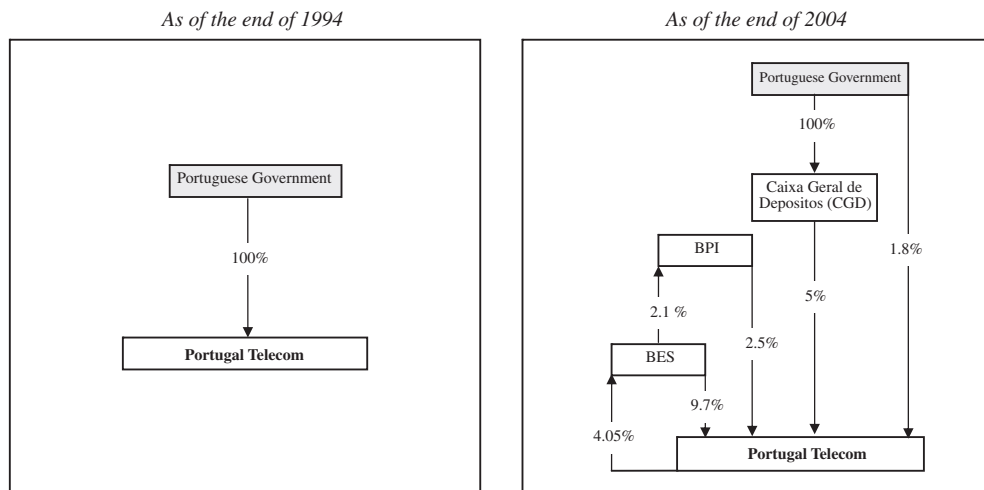 As of the end of 1994
Portuguese Government
100%
Portugal Telecom
As of the end of 2004
Portuguese Government
100%
Caixa Geral de
Depositos (CGD)
1.8%
BPI
5%
2.1 %
2.5%
BES
9.7%
4.05%
Portugal Telecom